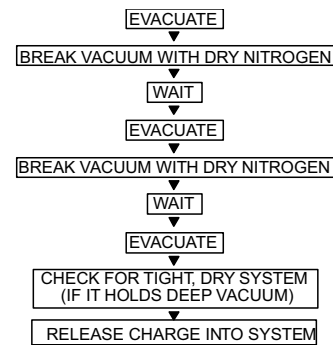 EVACUATE
BREAK VACUUM WITH DRY NITROGEN
WAIT
EVACUATE
BREAK VACUUM WITH DRY NITROGEN
WAIT
EVACUATE
CHECK FOR TIGHT, DRY SYSTEM
(IF IT HOLDS DEEP VACUUM)
RELEASE CHARGE INTO SYSTEM